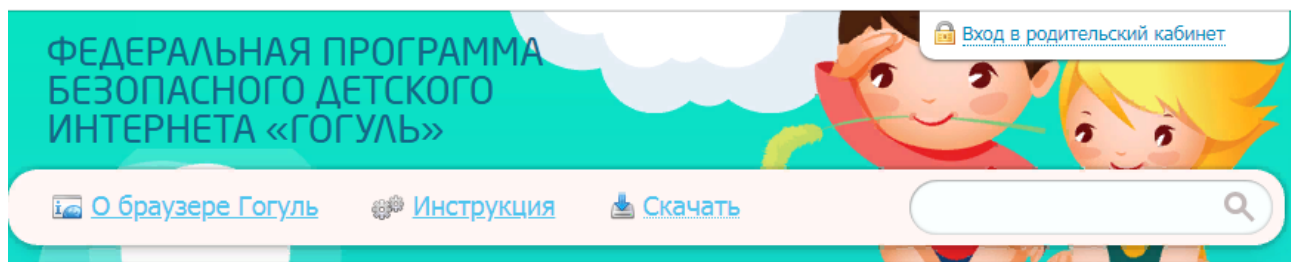 Вход в родительский кабинет
ФЕДЕРАЛЬНАЯ ПРОГРАММА
БЕЗОПАСНОГО ДЕТСКОГО
ИНТЕРНЕТА «ГОГУЛЬ»
О браузере Гогуль Инструкция Скачать